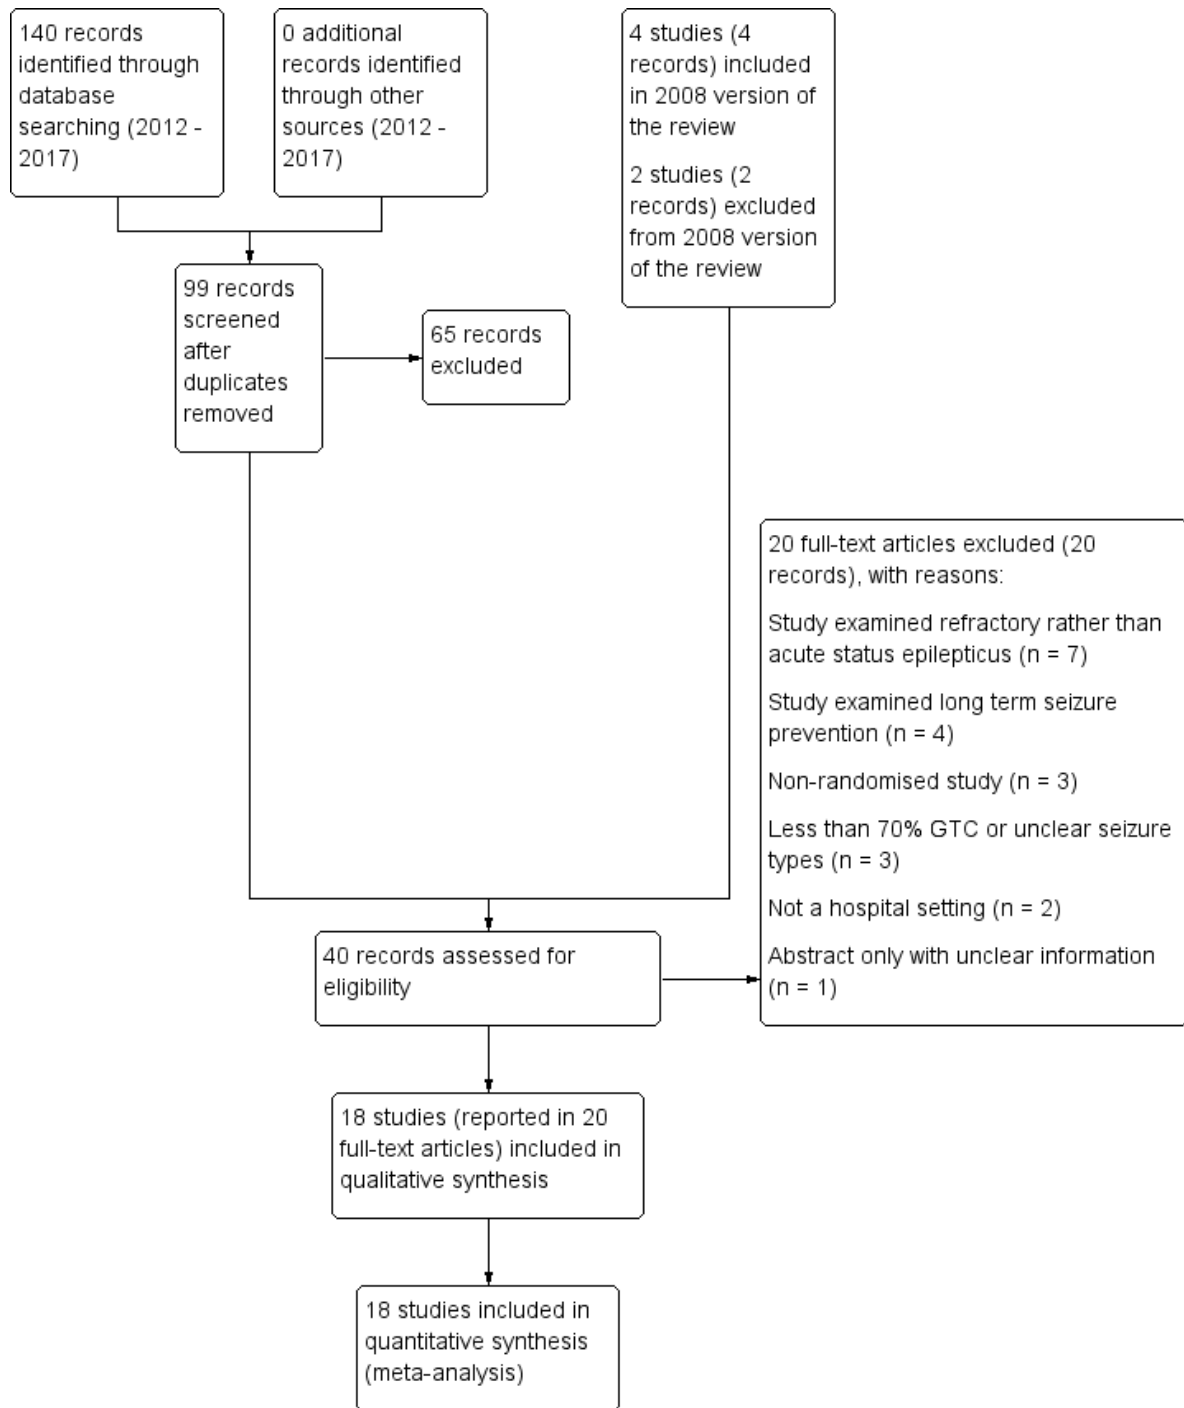 140 records
identified through
database
searching (2012 -
2017)
0 additional
records identified
through other
sources (2012 -
2017)
4 studies (4
records) included
in 2008 version of
the review
2 studies (2
records) excluded
from 2008 version
of the review
99 records
screened
after
duplicates
removed
65 records
excluded
20 full-text articles excluded (20
records), with reasons:
Study examined refractory rather than
acute status epilepticus (n = 7)
Study examined long term seizure
prevention (n = 4)
Non-randomised study (n = 3)
Less than 70% GTC or unclear seizure
types (n = 3)
Not a hospital setting (n = 2)
Abstract only with unclear information
(n = 1)
40 records assessed for
eligibility
18 studies (reported in 20
full-text articles) included in
qualitative synthesis
18 studies included in
quantitative synthesis
(meta-analysis)